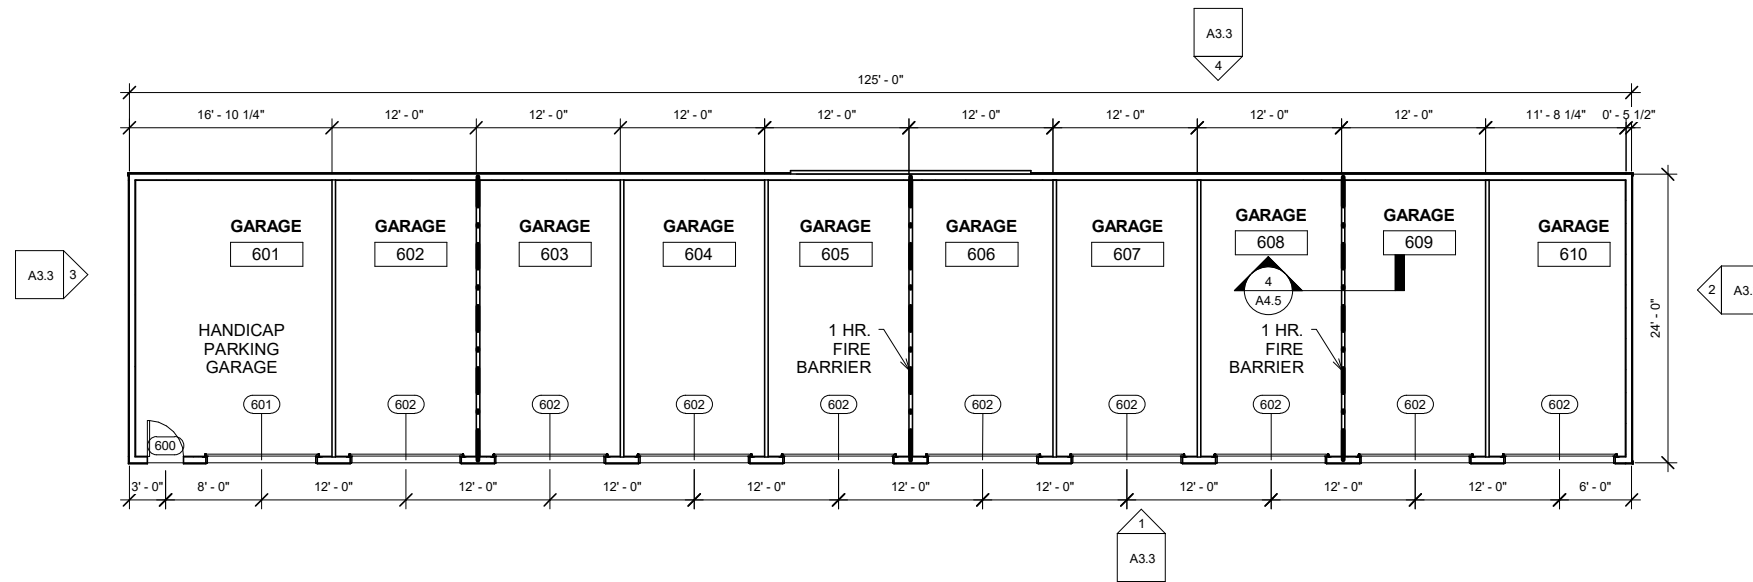 A3.3
4
125' - 0"
16' - 10 1/4"
12' - 0"
12' - 0"
12' - 0"
12' - 0"
12' - 0"
12' - 0"
12' - 0"
12' - 0"
11' - 8 1/4"
0' - 5 1/2"
GARAGE
601
GARAGE
602
GARAGE
603
GARAGE
604
GARAGE
605
GARAGE
606
GARAGE
607
GARAGE
608
GARAGE
609
GARAGE
610
A3.3
3
4
A4.5
2
A3.
24' - 0"
HANDICAP
PARKING
GARAGE
1 HR.
FIRE
BARRIER
1 HR.
FIRE
BARRIER
601
602
602
602
602
602
602
602
602
602
600
3' - 0"
8' - 0"
12' - 0"
12' - 0"
12' - 0"
12' - 0"
12' - 0"
12' - 0"
12' - 0"
12' - 0"
12' - 0"
6' - 0"
1
A3.3